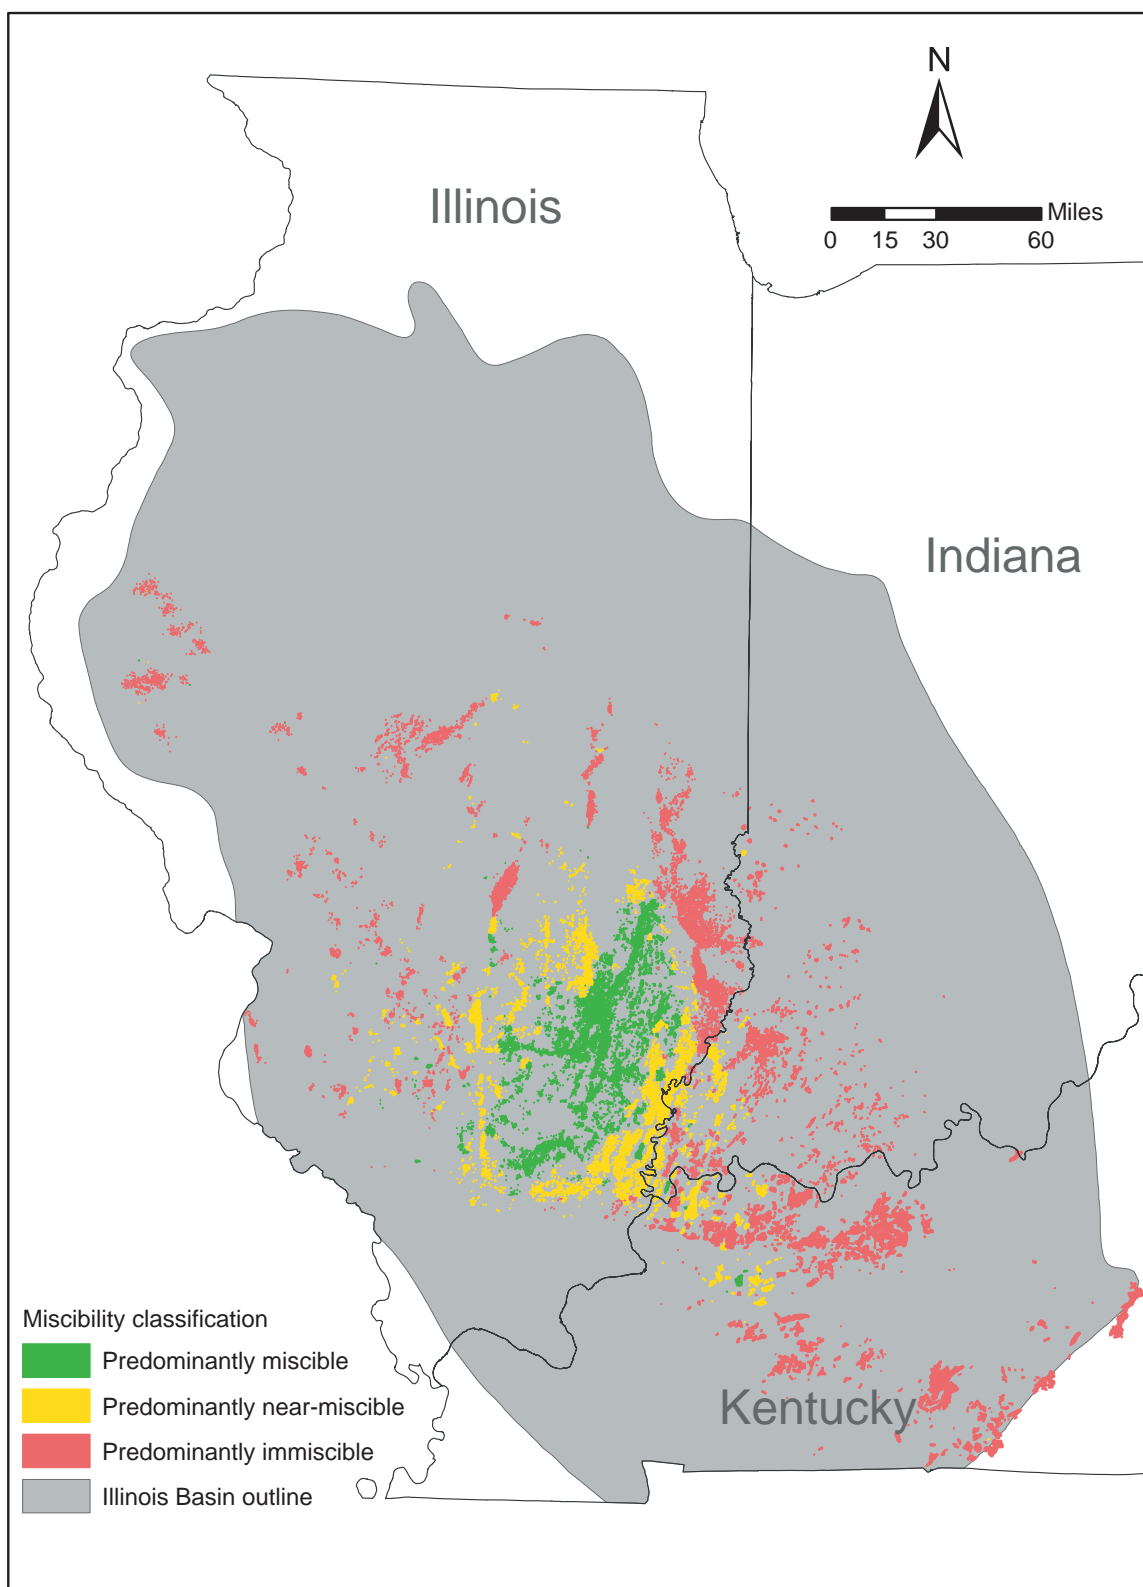 N
Illinois
Miles
0 15 30 60
Indiana
Miscibility classification
Predominantly miscible
Predominantly near-miscible
Predominantly immiscible
Illinois Basin outline
Kentucky